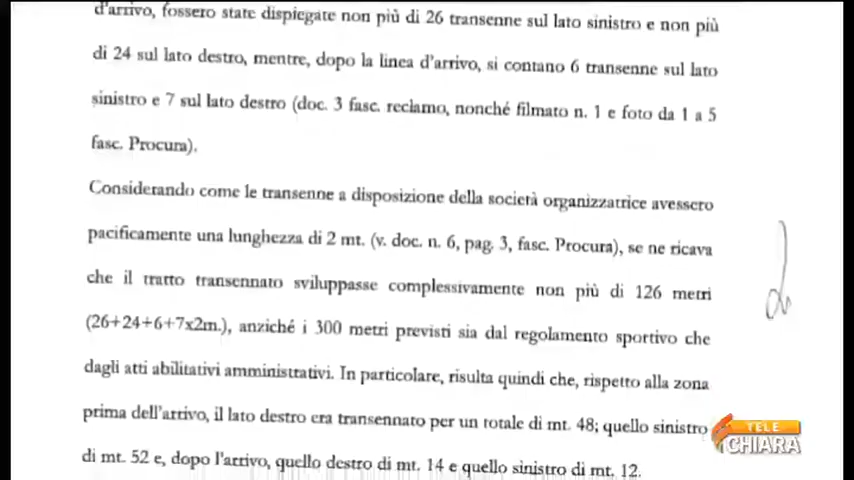 d'arrivo, fossero state dispiegate non più di 26 transenne sul lato sinistro e non più
di 24 sul lato destro, mentre, dopo la linea d'arrivo, si contano 6 transenne sul lato
sinistro e 7 sul lato destro (doc. 3 fasc. reclamo, nonché filmato n. 1 e foto da 1 a 5
fasc. Procura).
Considerando come le transenne a disposizione della società organizzatrice avessero
pacificamente una lunghezza di 2 mt. (v. doc. n. 6, pag. 3, fasc. Procura), se ne ricava
che il tratto transennato sviluppasse complessivamente non più di 126 metri
(26+24+6+7x2m.), anziché i 300 metri previsti sia dal regolamento sportivo che
dagli atti abilitativi amministrativi. In particolare, risulta quindi che, rispetto alla zona
prima dell'arrivo, il lato destro era transennato per un totale di mt. 48; quello sinistro
di mt. 52 e, dopo l'arrivo, quello destro di mt. 14 e quello sinistro di mt. 12.
TELE
CHIARA